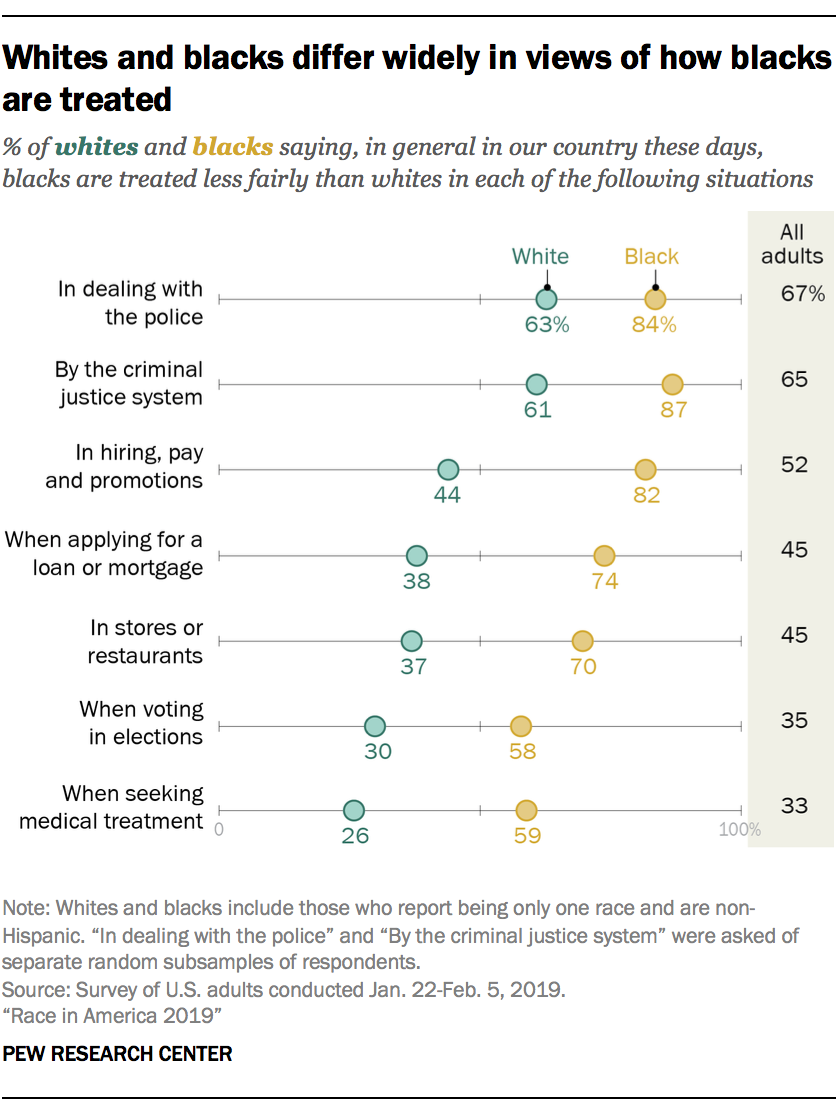 Whites and blacks differ widely in views of how blacks
are treated
% of whites and blacks saying, in general in our country these days,
blacks are treated less fairly than whites in each of the following situations
All
adults
White
Black
In dealing with
the police
63%
84%
67%
By the criminal
justice system
61
87
65
In hiring, pay
and promotions
44
82
52
When applying for a
loan or mortgage
38
74
45
In stores or
restaurants
37
70
45
When voting
in elections
30
58
35
When seeking
medical treatment
26
59
33
0
100%
Note: Whites and blacks include those who report being only one race and are non-
Hispanic. “In dealing with the police” and “By the criminal justice system” were asked of
separate random subsamples of respondents.
Source: Survey of U.S. adults conducted Jan. 22-Feb. 5, 2019.
“Race in America 2019”
PEW RESEARCH CENTER